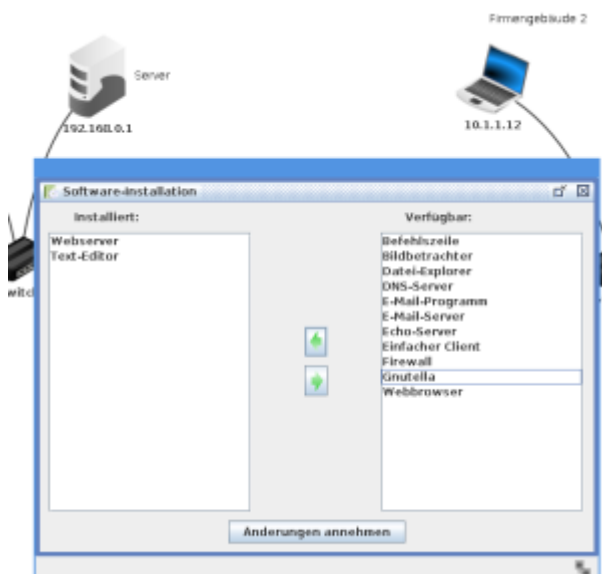 Firmengebäude 2
Server
192.168.0.1
10.1.1.12
Software-Installation
Installiert:
Verfügbar:
Webserver
Text-Editor
Befehlszeile
Bildbetrachter
Datei-Explorer
DNS-Server
E-Mail-Programm
E-Mail-Server
Echo-Server
Einfacher Client
Firewall
Gnutella
Webbrowser
Änderungen annehmen